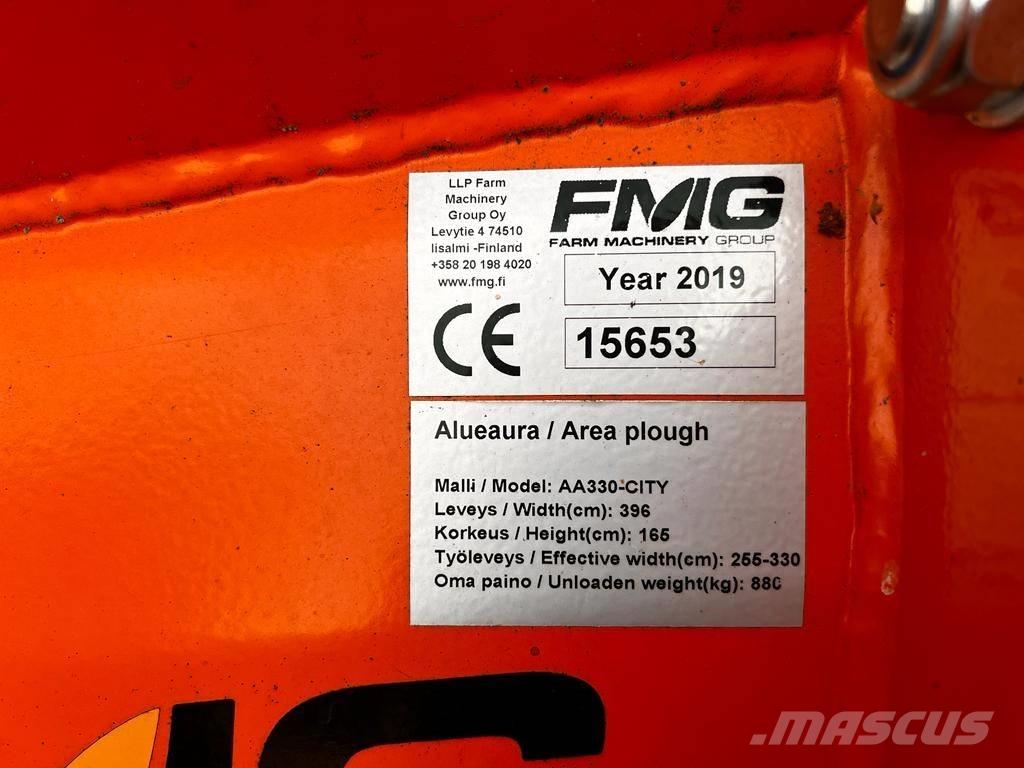 LLP Farm
Machinery
Group Oy
Levytie 4 74510
Iisalmi -Finland
+358 20 198 4020
www.fmg.fi
CE
FMG
FARM MACHINERY GROUP
Year 2019
15653
Alueaura / Area plough
Malli / Model: AA330-CITY
Leveys / Width(cm): 396
Korkeus / Height(cm): 165
Työleveys / Effective width(cm): 255-330
Oma paino / Unloaden weight(kg):
MASCUS